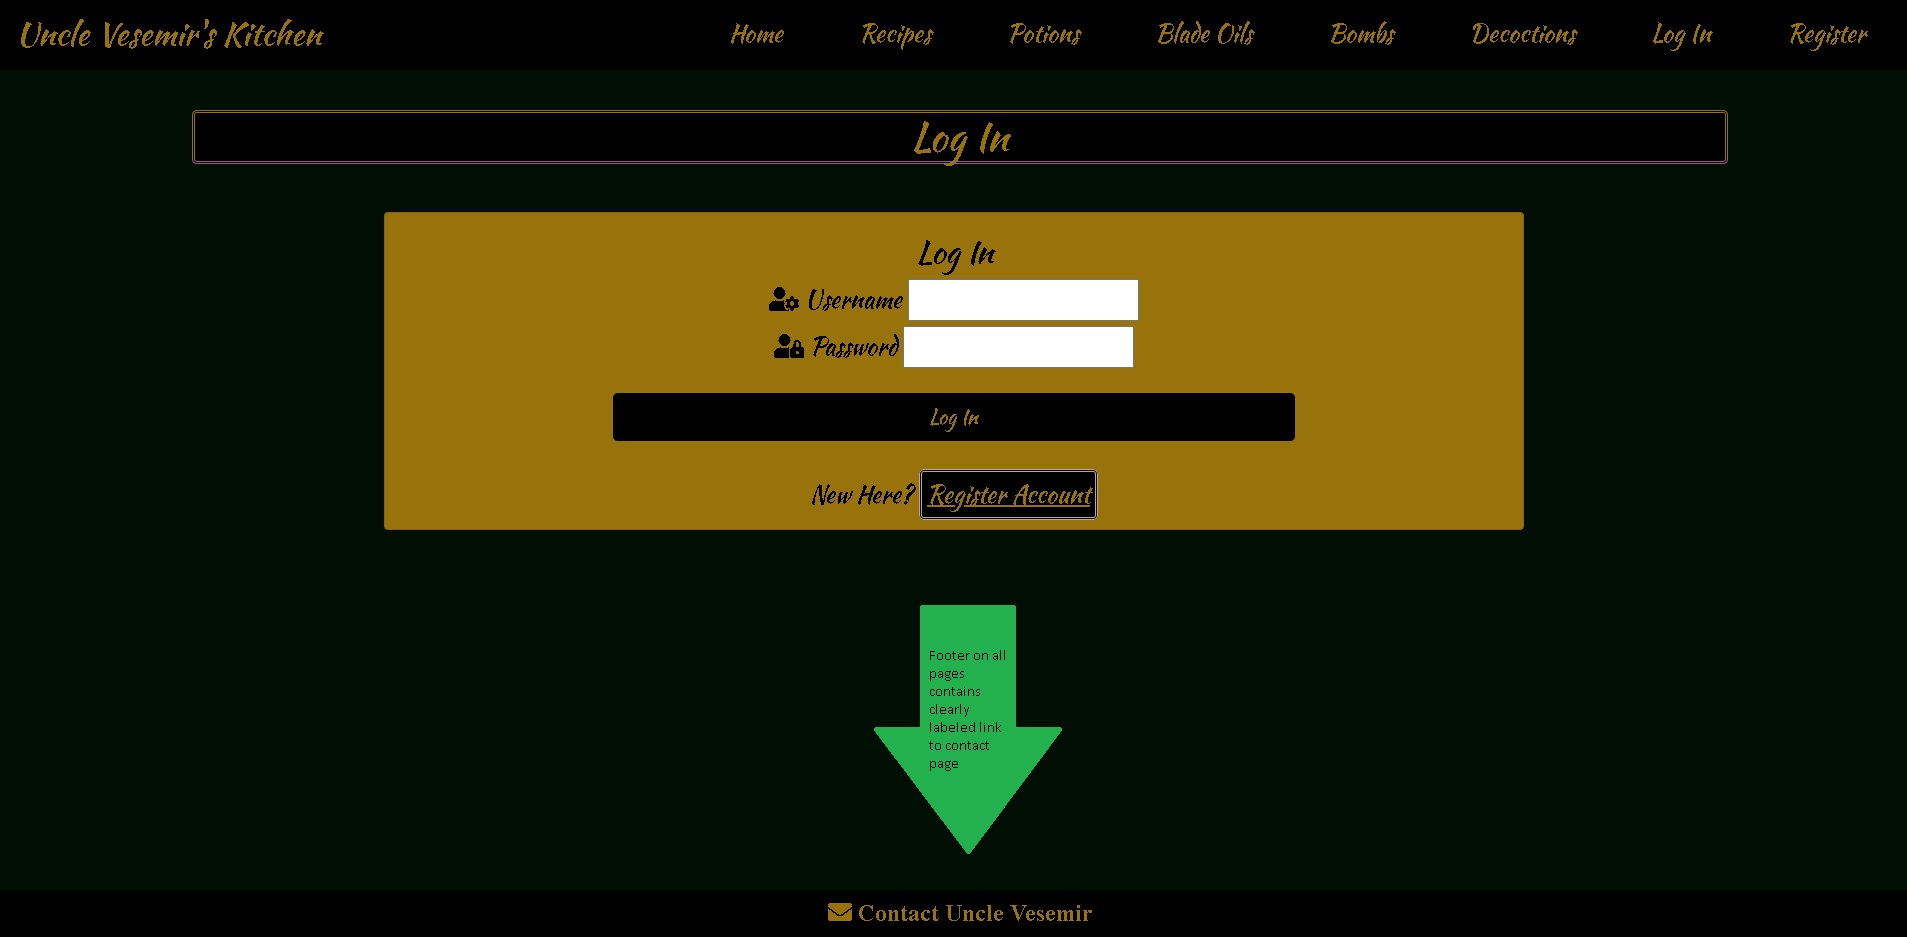 Uncle Vesemir's Kitchen Home Recipes Potions Blade Oils Bombs Decoctions Log In Register
Log In
Log In
Username
Password
Log In
New Here? Register Account
Footer on all
pages
contains
clearly
labeled link
to contact
page
Contact Uncle Vesemir